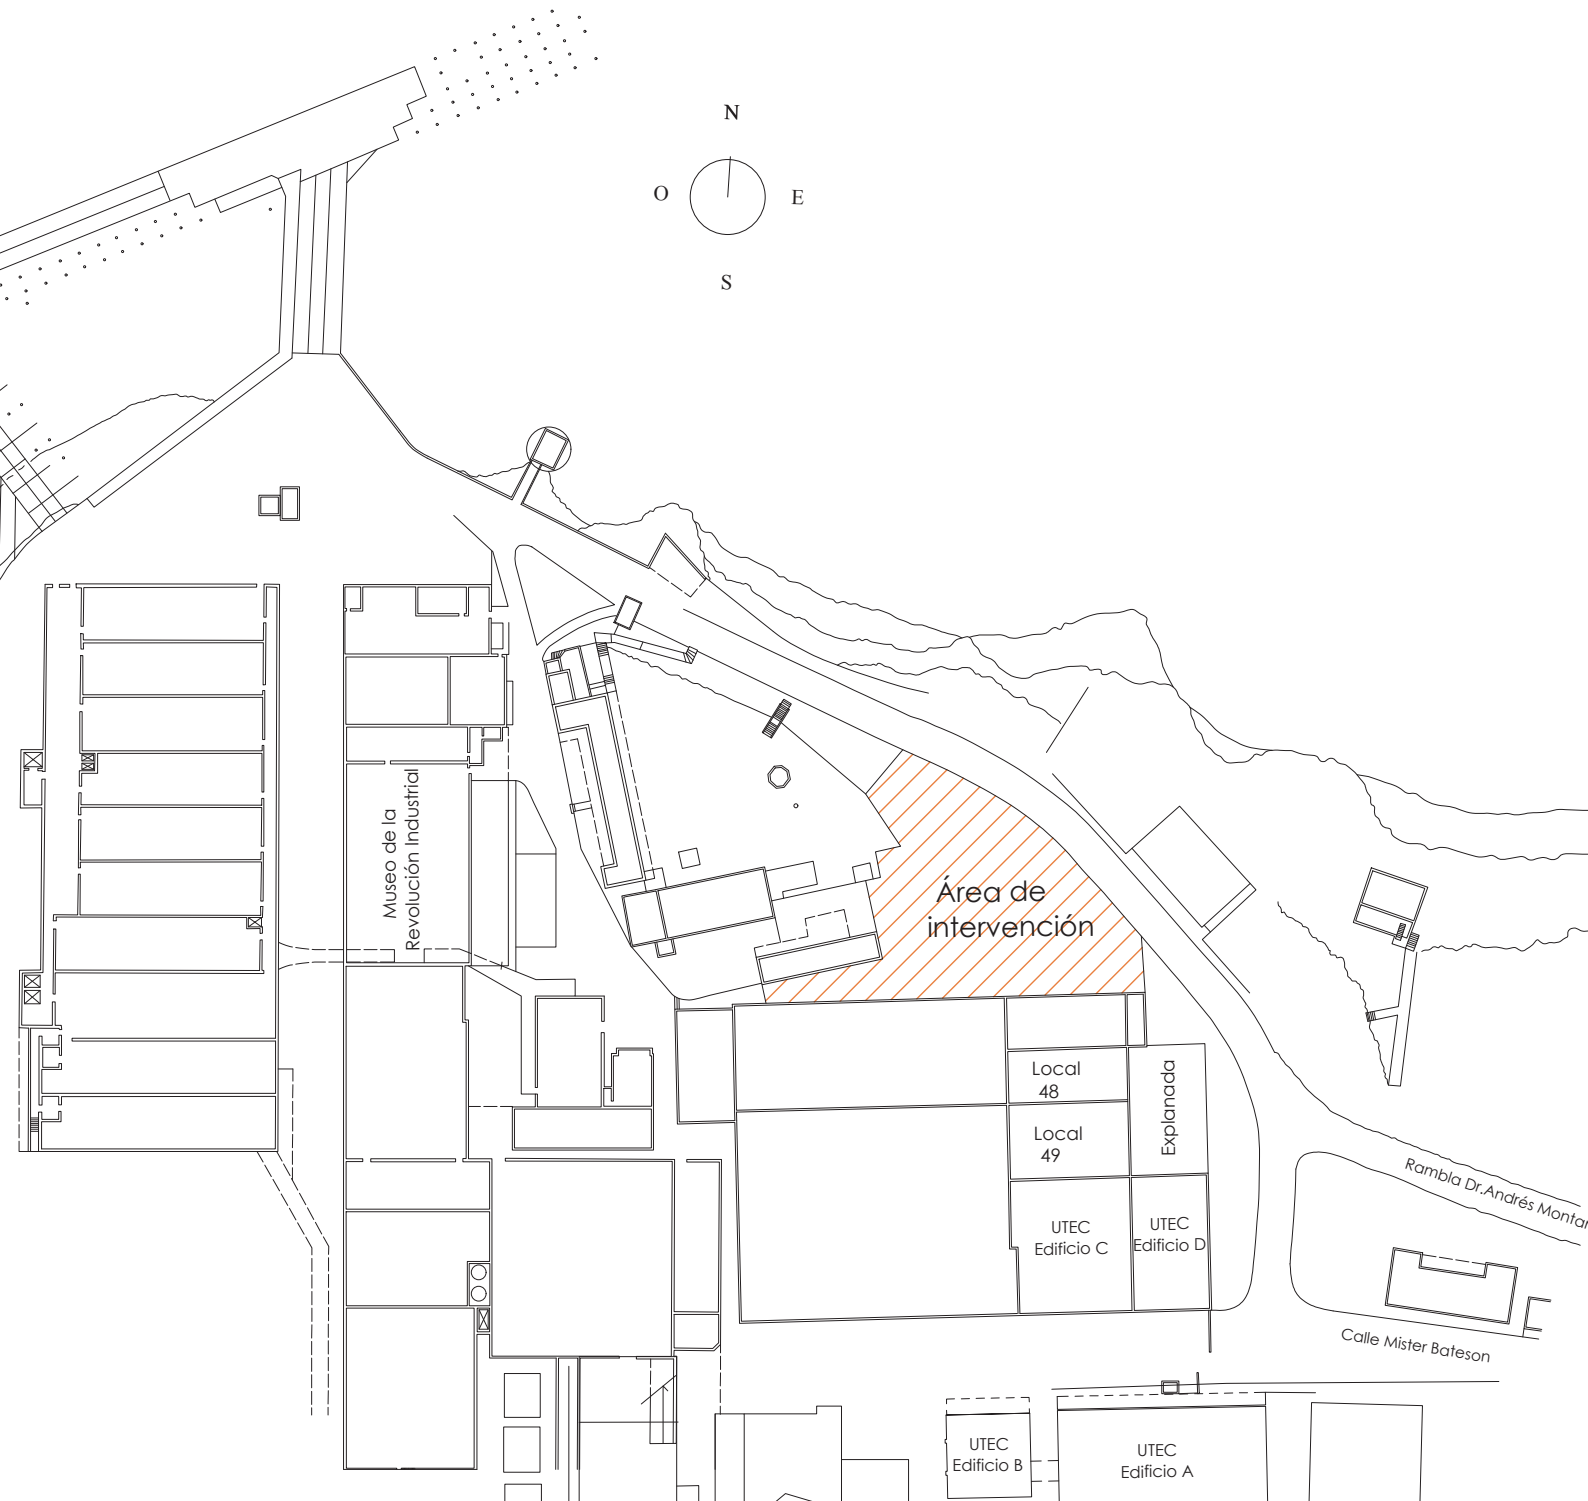 N
O
E
S
Museo de la
Revolución Industrial
Área de
intervención
Local
48
Local
49
Explanada
UTEC
Edificio C
UTEC
Edificio D
Rambla Dr.Andrés Montar
Calle Mister Bateson
UTEC
Edificio B
UTEC
Edificio A